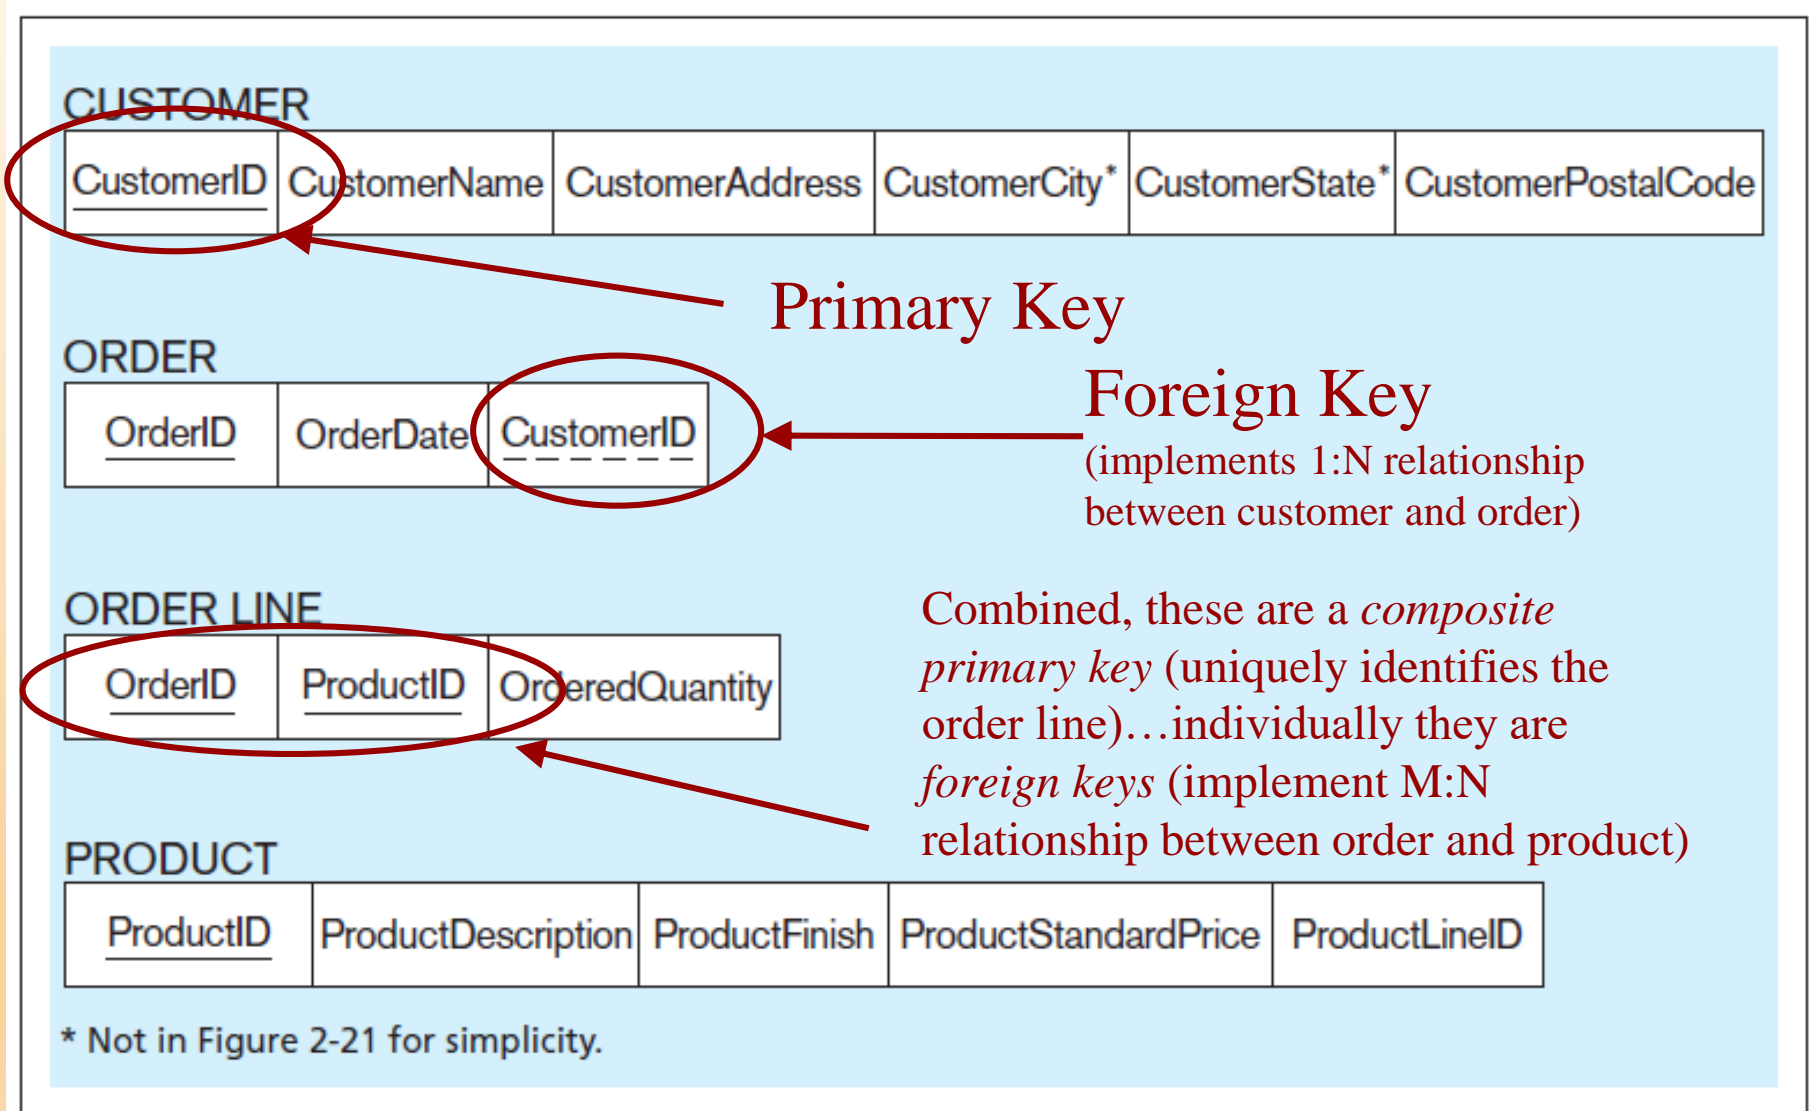 CUSTOMER
CustomerID CustomerName CustomerAddress CustomerCity* CustomerState* CustomerPostalCode
Primary Key
ORDER
OrderID OrderDate CustomerID
Foreign Key
(implements 1:N relationship
between customer and order)
ORDER LINE
OrderID ProductID OrderedQuantity
Combined, these are a composite
primary key (uniquely identifies the
order line)…individually they are
foreign keys (implement M:N
relationship between order and product)
PRODUCT
ProductID ProductDescription ProductFinish ProductStandardPrice ProductLineID
* Not in Figure 2-21 for simplicity.